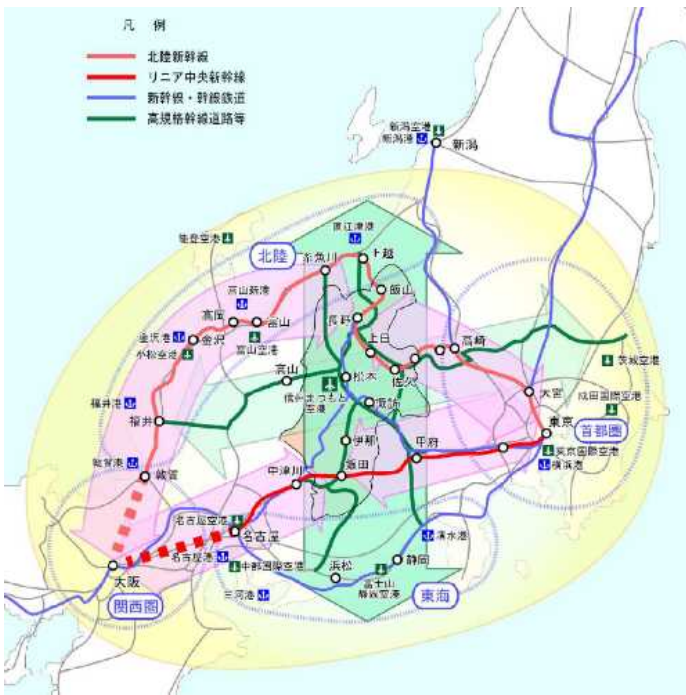 凡 例
北陸新幹線
リニア中央新幹線
新幹線・幹線鉄道
高規格幹線道路等
新潟空港
新潟港
新潟
能登空港
直江津港
北陸
糸魚川
上越
飯山
富山新港
高岡
富山
長野
金沢港
金沢
小松空港
富山空港
上田
高崎
高山
松本
佐久
茨城空港
信州まつもと
空港
諏訪
大宮
成田国際空港
福井港
福井
伊那
甲府
東京
首都圏
東京国際空港
横浜港
敦賀港
敦賀
中津川
飯田
名古屋空港
名古屋
清水港
名古屋港
大阪
中部国際空港
浜松
静岡
富士山
静岡空港
関西圏
三河港
東海